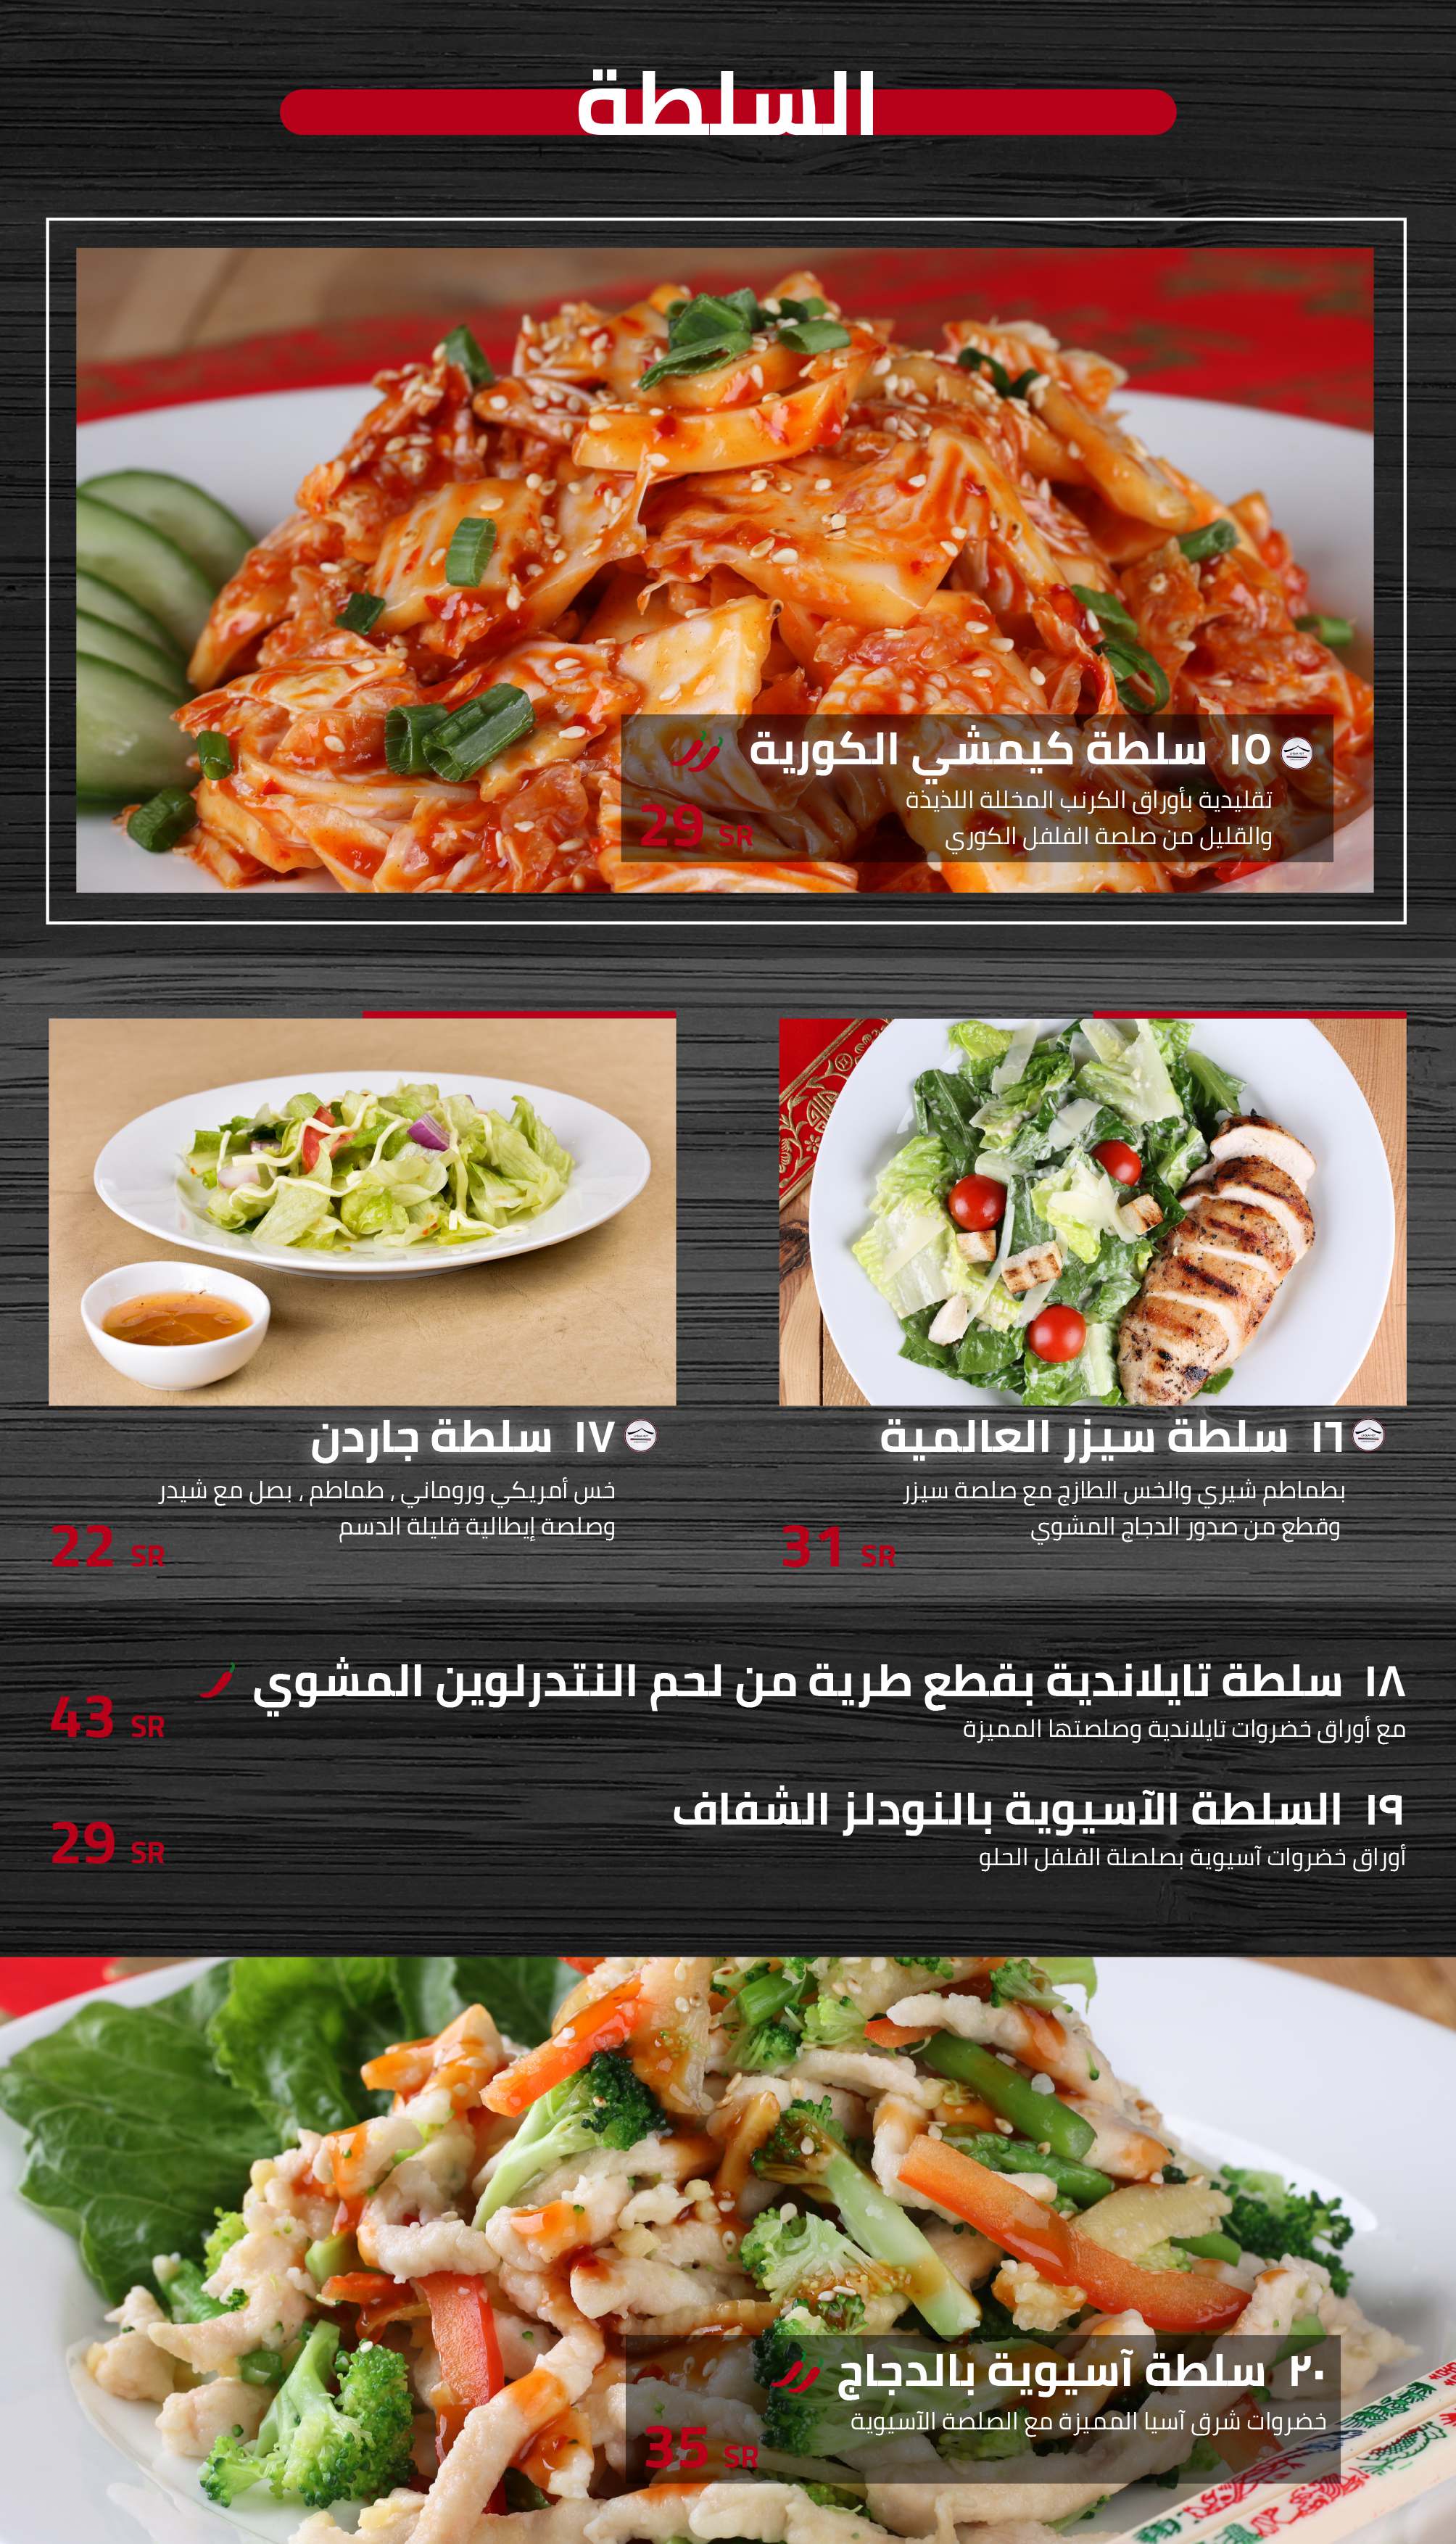 السلطة
١٥ سلطة كيمشي الكورية
تقليدية بأوراق الكرنب المخللة اللذيذة
والقليل من صلصة الفلفل الكوري
29 SR
١٦ سلطة سيزر العالمية
بطماطم شيري والخس الطازج مع صلصة سيزر
وقطع من صدور الدجاج المشوي
31 SR
١٧ سلطة جاردن
خس أمريكي وروماني ، طماطم ، بصل مع شيدر
وصلصة إيطالية قليلة الدسم
22 SR
١٨ سلطة تايلاندية بقطع طرية من لحم النتدرلوين المشوي
مع أوراق خضروات تايلاندية وصلصتها المميزة
43 SR
١٩ السلطة الآسيوية بالنودلز الشفاف
أوراق خضروات آسيوية بصلصلة الفلفل الحلو
29 SR
٢٠ سلطة آسيوية بالدجاج
خضروات شرق آسيا المميزة مع الصلصة الآسيوية
35 SR